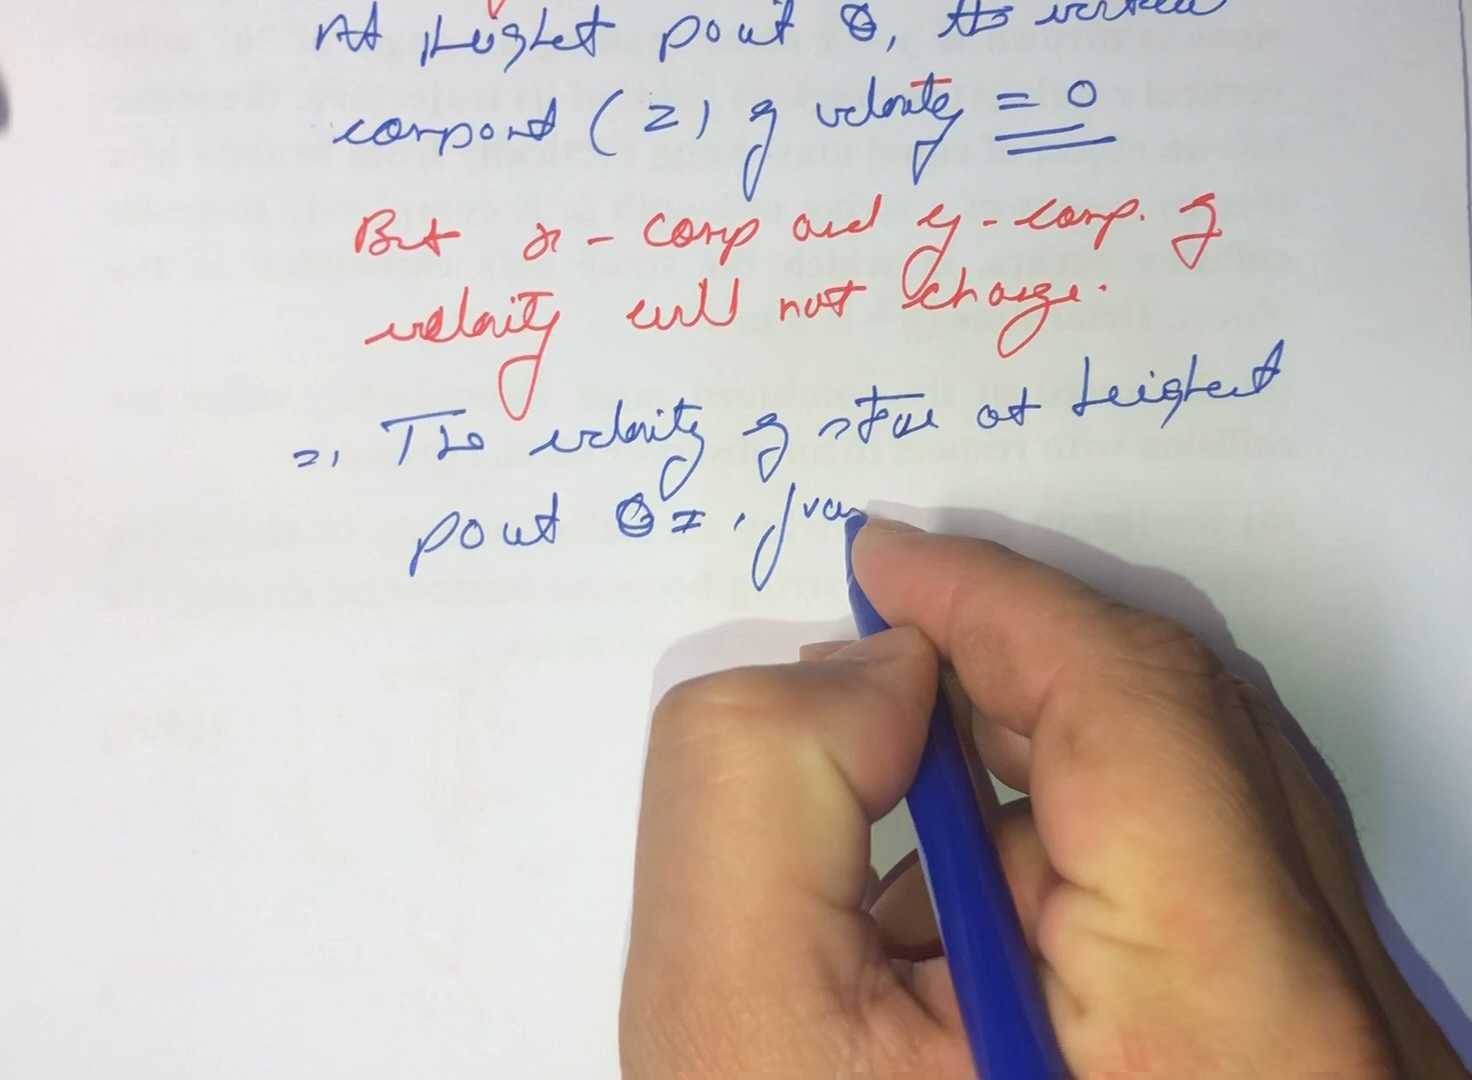 At Highest point Q, the vertical
component (z) of velocity = 0
But x - comp and y - comp. of
velocity will not change.
=> The velocity of stone at highest
point Q =